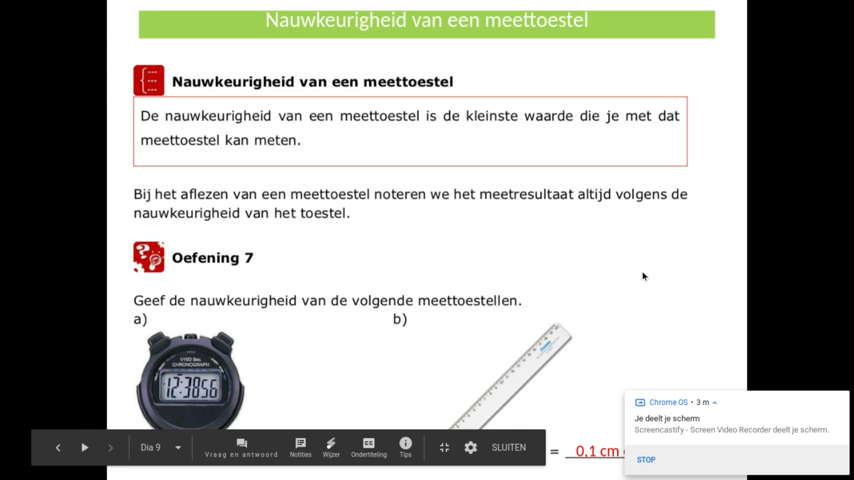 Nauwkeurigheid van een meettoestel
Nauwkeurigheid van een meettoestel
De nauwkeurigheid van een meettoestel is de kleinste waarde die je met dat
meettoestel kan meten.
Bij het aflezen van een meettoestel noteren we het meetresultaat altijd volgens de
nauwkeurigheid van het toestel.
Oefening 7
Geef de nauwkeurigheid van de volgende meettoestellen.
a) b)
1/100 Sec.
CHRONOGRAPH
12:3856
= 0,1 cm
Chrome OS • 3 m
Je deelt je scherm
Screencastify - Screen Video Recorder deelt je scherm.
STOP
Dia 9
Vraag en antwoord
Notities
Wijzer
Ondertiteling
Tips
SLUITEN